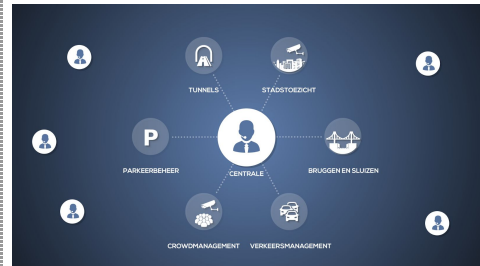 TUNNELS
STADSTOEZICHT
P
PARKEERBEHEER
CENTRALE
BRUGGEN EN SLUIZEN
CROWDMANAGEMENT
VERKEERSMANAGEMENT